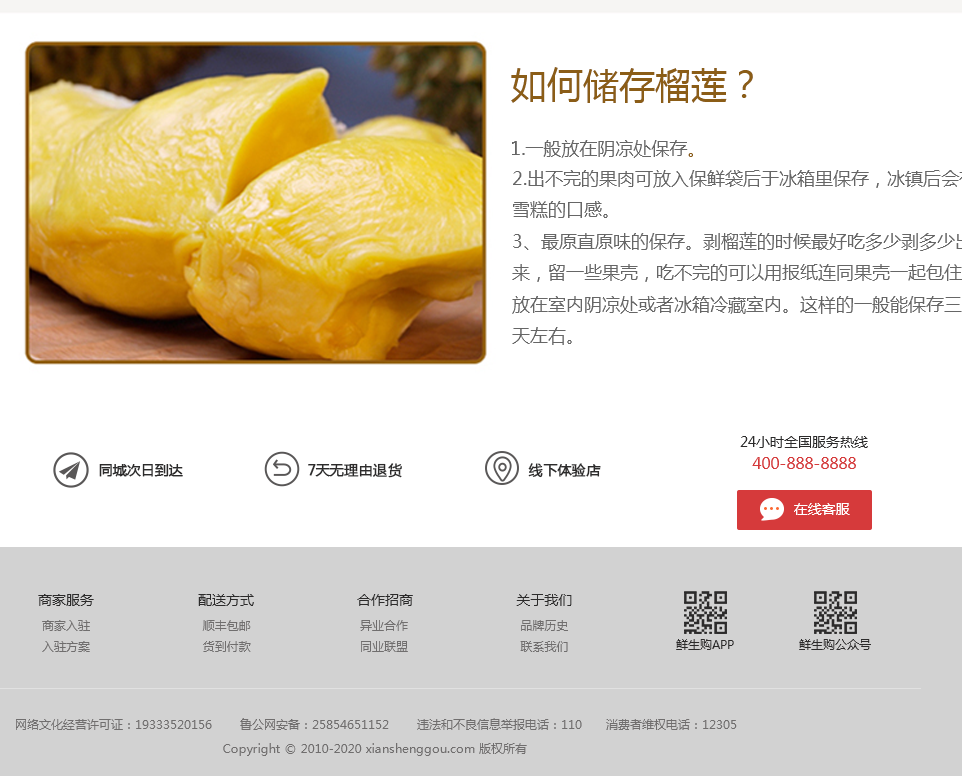 如何储存榴莲？
1.一般放在阴凉处保存。
2.出不完的果肉可放入保鲜袋后于冰箱里保存，冰镇后会
雪糕的口感。
3、最原直原味的保存。剥榴莲的时候最好吃多少剥多少出
来，留一些果壳，吃不完的可以用报纸连同果壳一起包住
放在室内阴凉处或者冰箱冷藏室内。这样的一般能保存三
天左右。
24小时全国服务热线
400-888-8888
同城次日到达 7天无理由退货 线下体验店
在线客服
商家服务 配送方式 合作招商 关于我们
商家入驻 顺丰包邮 异业合作 品牌历史
入驻方案 货到付款 同业联盟 联系我们
鲜生购APP 鲜生购公众号
网络文化经营许可证：19333520156 鲁公网安备：25854651152 违法和不良信息举报电话：110 消费者维权电话：12305
Copyright © 2010-2020 xianshenggou.com 版权所有